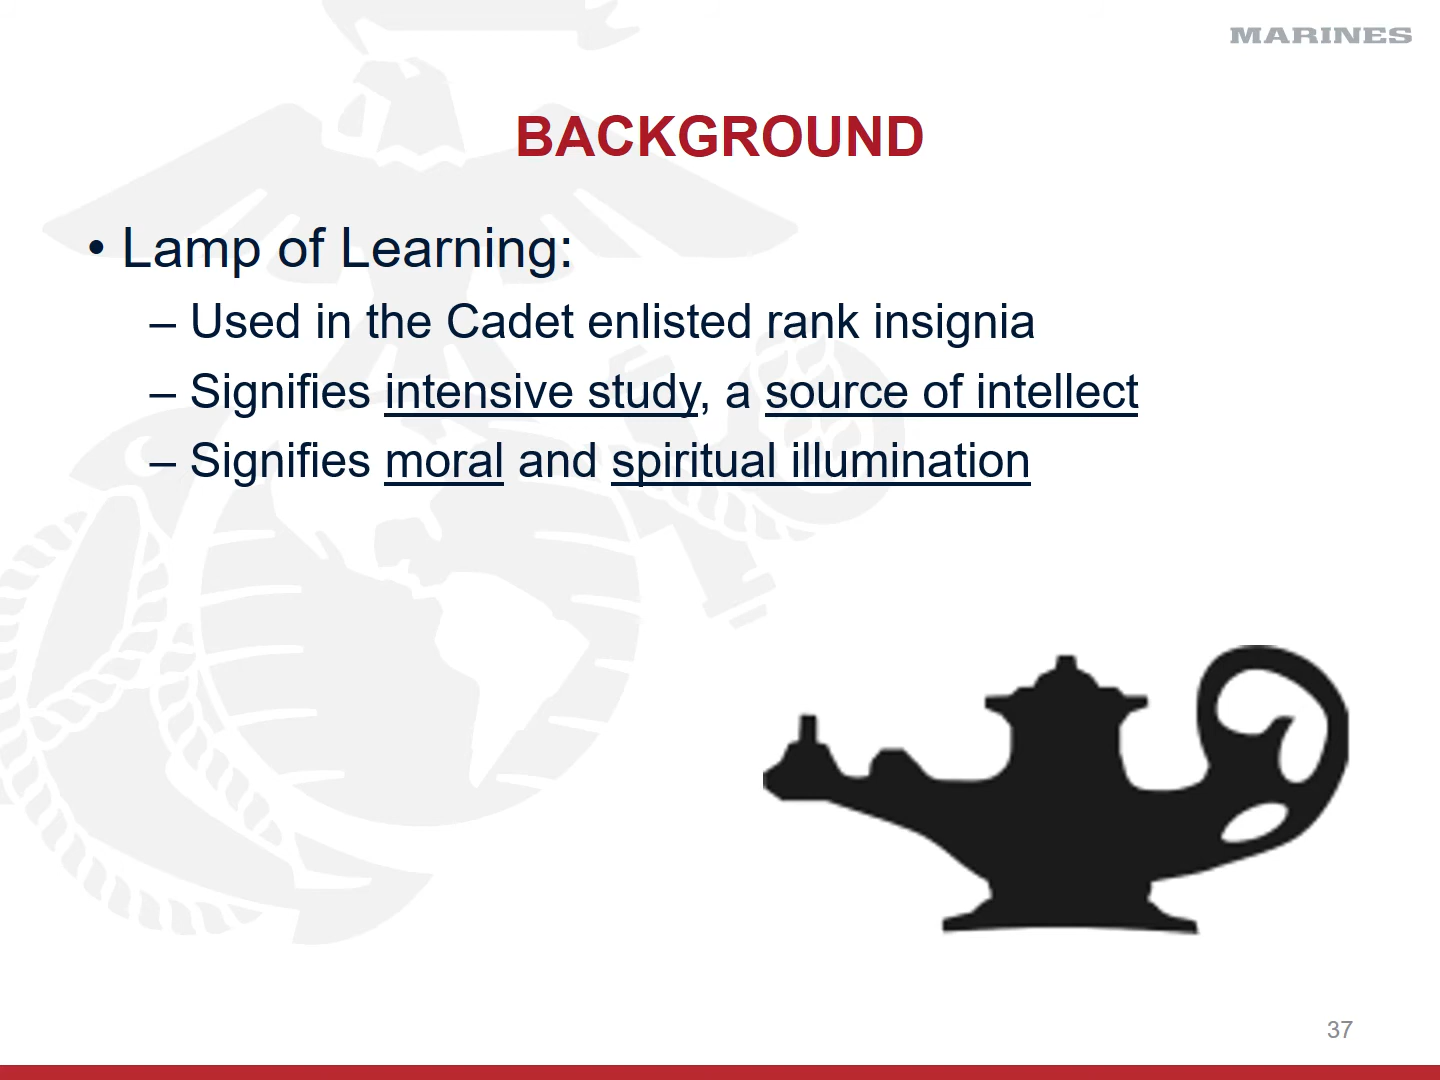 MARINES
BACKGROUND
• Lamp of Learning:
– Used in the Cadet enlisted rank insignia
– Signifies intensive study, a source of intellect
– Signifies moral and spiritual illumination
37